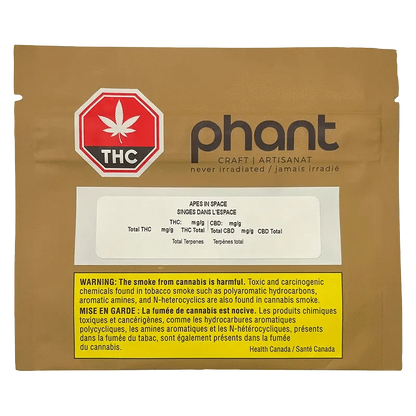 THC
phant
CRAFT | ARTISANAT
never irradiated / jamais irradié
APES IN SPACE
SINGES DANS L'ESPACE
THC: mg/g CBD: mg/g
Total THC mg/g THC Total Total CBD mg/g CBD Total
Total Terpenes Terpènes total
WARNING: The smoke from cannabis is harmful. Toxic and carcinogenic
chemicals found in tobacco smoke such as polyaromatic hydrocarbons,
aromatic amines, and N-heterocyclics are also found in cannabis smoke.
MISE EN GARDE : La fumée de cannabis est nocive. Les produits chimiques
toxiques et cancérigènes, comme les hydrocarbures aromatiques
polycycliques, les amines aromatiques et les N-hétérocycliques, présents
dans la fumée du tabac, sont également présents dans la fumée
du cannabis.
Health Canada / Santé Canada